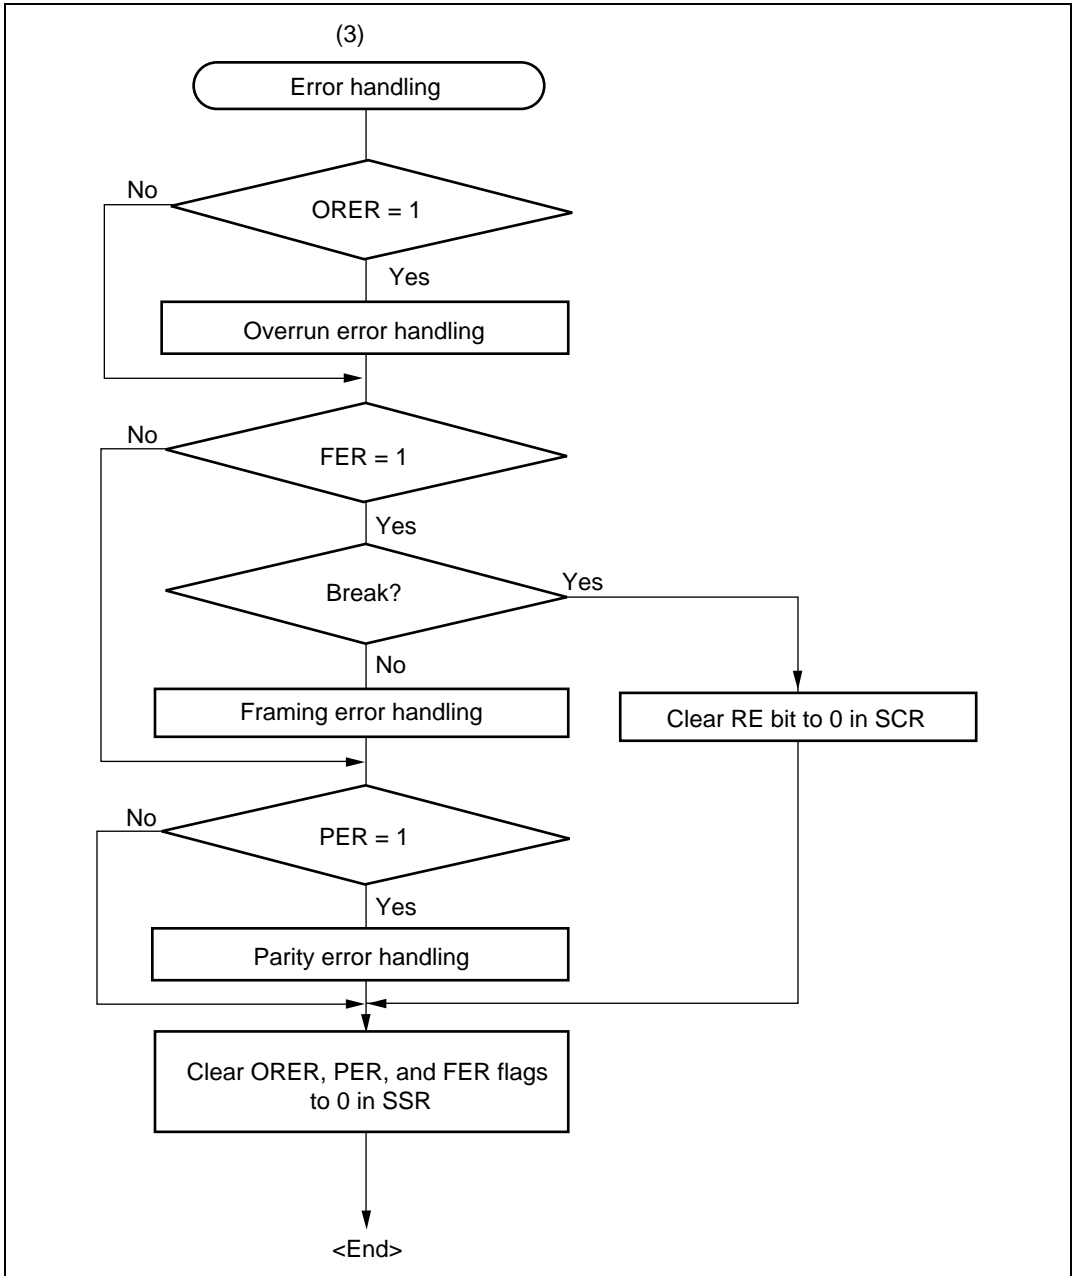 (3)
Error handling
No
ORER = 1
Yes
Overrun error handling
No
FER = 1
Yes
Break?
Yes
No
Framing error handling
Clear RE bit to 0 in SCR
No
PER = 1
Yes
Parity error handling
Clear ORER, PER, and FER flags
to 0 in SSR
<End>